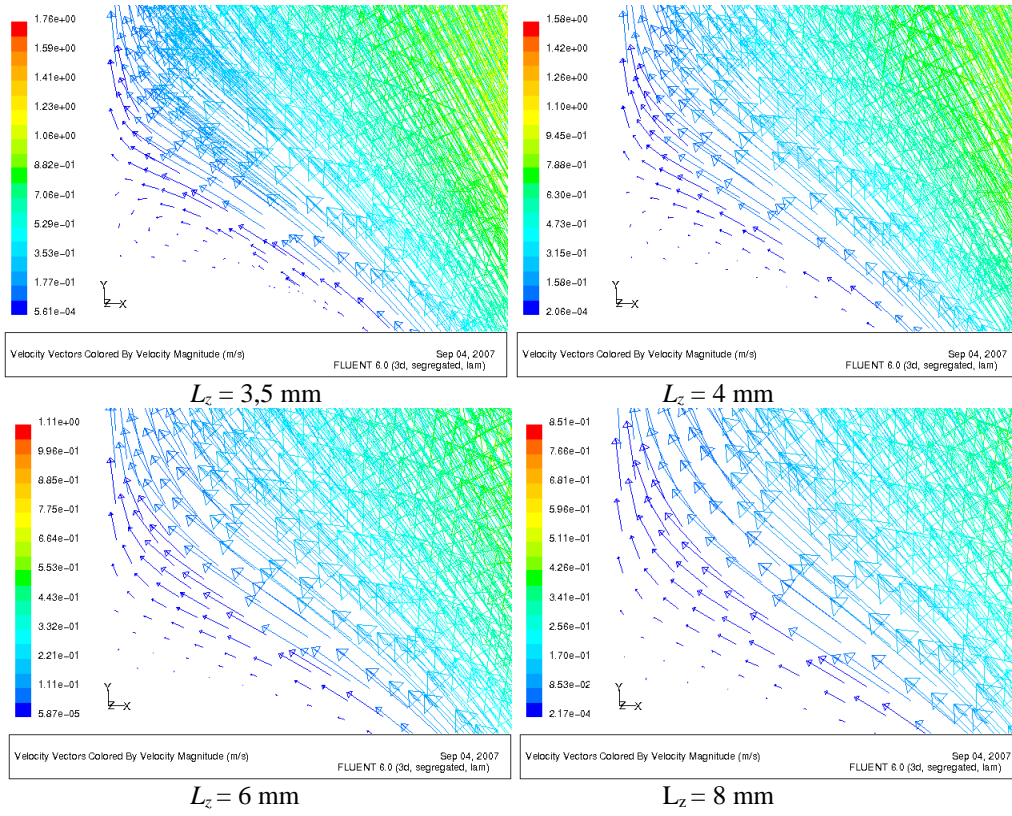 1.76e+00
1.59e+00
1.41e+00
1.23e+00
1.06e+00
8.82e−01
7.06e−01
5.29e−01
3.53e−01
1.77e−01
5.61e−04
Y
Z X
Velocity Vectors Colored By Velocity Magnitude (m/s)
Sep 04, 2007
FLUENT 6.0 (3d, segregated, lam)
L_z = 3,5 mm
1.58e+00
1.42e+00
1.26e+00
1.10e+00
9.45e−01
7.88e−01
6.30e−01
4.73e−01
3.15e−01
1.58e−01
2.06e−04
Y
Z X
Velocity Vectors Colored By Velocity Magnitude (m/s)
Sep 04, 2007
FLUENT 6.0 (3d, segregated, lam)
L_z = 4 mm
1.11e+00
9.96e−01
8.85e−01
7.75e−01
6.64e−01
5.53e−01
4.43e−01
3.32e−01
2.21e−01
1.11e−01
5.87e−05
Y
Z X
Velocity Vectors Colored By Velocity Magnitude (m/s)
Sep 04, 2007
FLUENT 6.0 (3d, segregated, lam)
L_z = 6 mm
8.51e−01
7.66e−01
6.81e−01
5.96e−01
5.11e−01
4.26e−01
3.41e−01
2.56e−01
1.70e−01
8.53e−02
2.17e−04
Y
Z X
Velocity Vectors Colored By Velocity Magnitude (m/s)
Sep 04, 2007
FLUENT 6.0 (3d, segregated, lam)
L_z = 8 mm